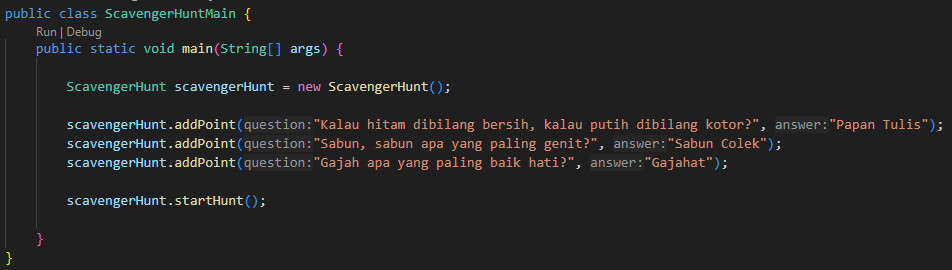 public class ScavengerHuntMain {
Run | Debug
public static void main(String[] args) {
ScavengerHunt scavengerHunt = new ScavengerHunt();
scavengerHunt.addPoint(question:"Kalau hitam dibilang bersih, kalau putih dibilang kotor?", answer:"Papan Tulis");
scavengerHunt.addPoint(question:"Sabun, sabun apa yang paling genit?", answer:"Sabun Colek");
scavengerHunt.addPoint(question:"Gajah apa yang paling baik hati?", answer:"Gajahat");
scavengerHunt.startHunt();
}
}